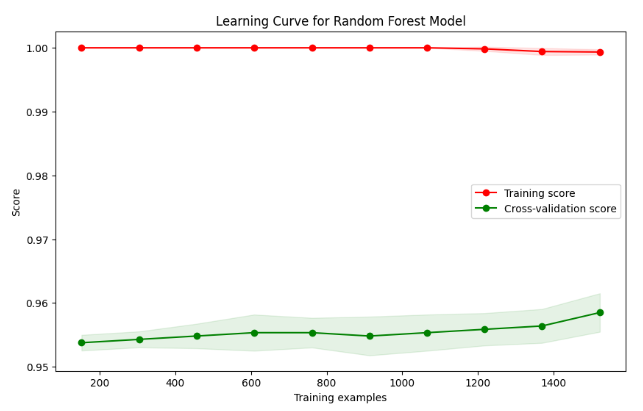 Learning Curve for Random Forest Model
1.00
0.99
0.98
0.97
0.96
0.95
Score
Training score
Cross-validation score
200
400
600
800
1000
1200
1400
Training examples